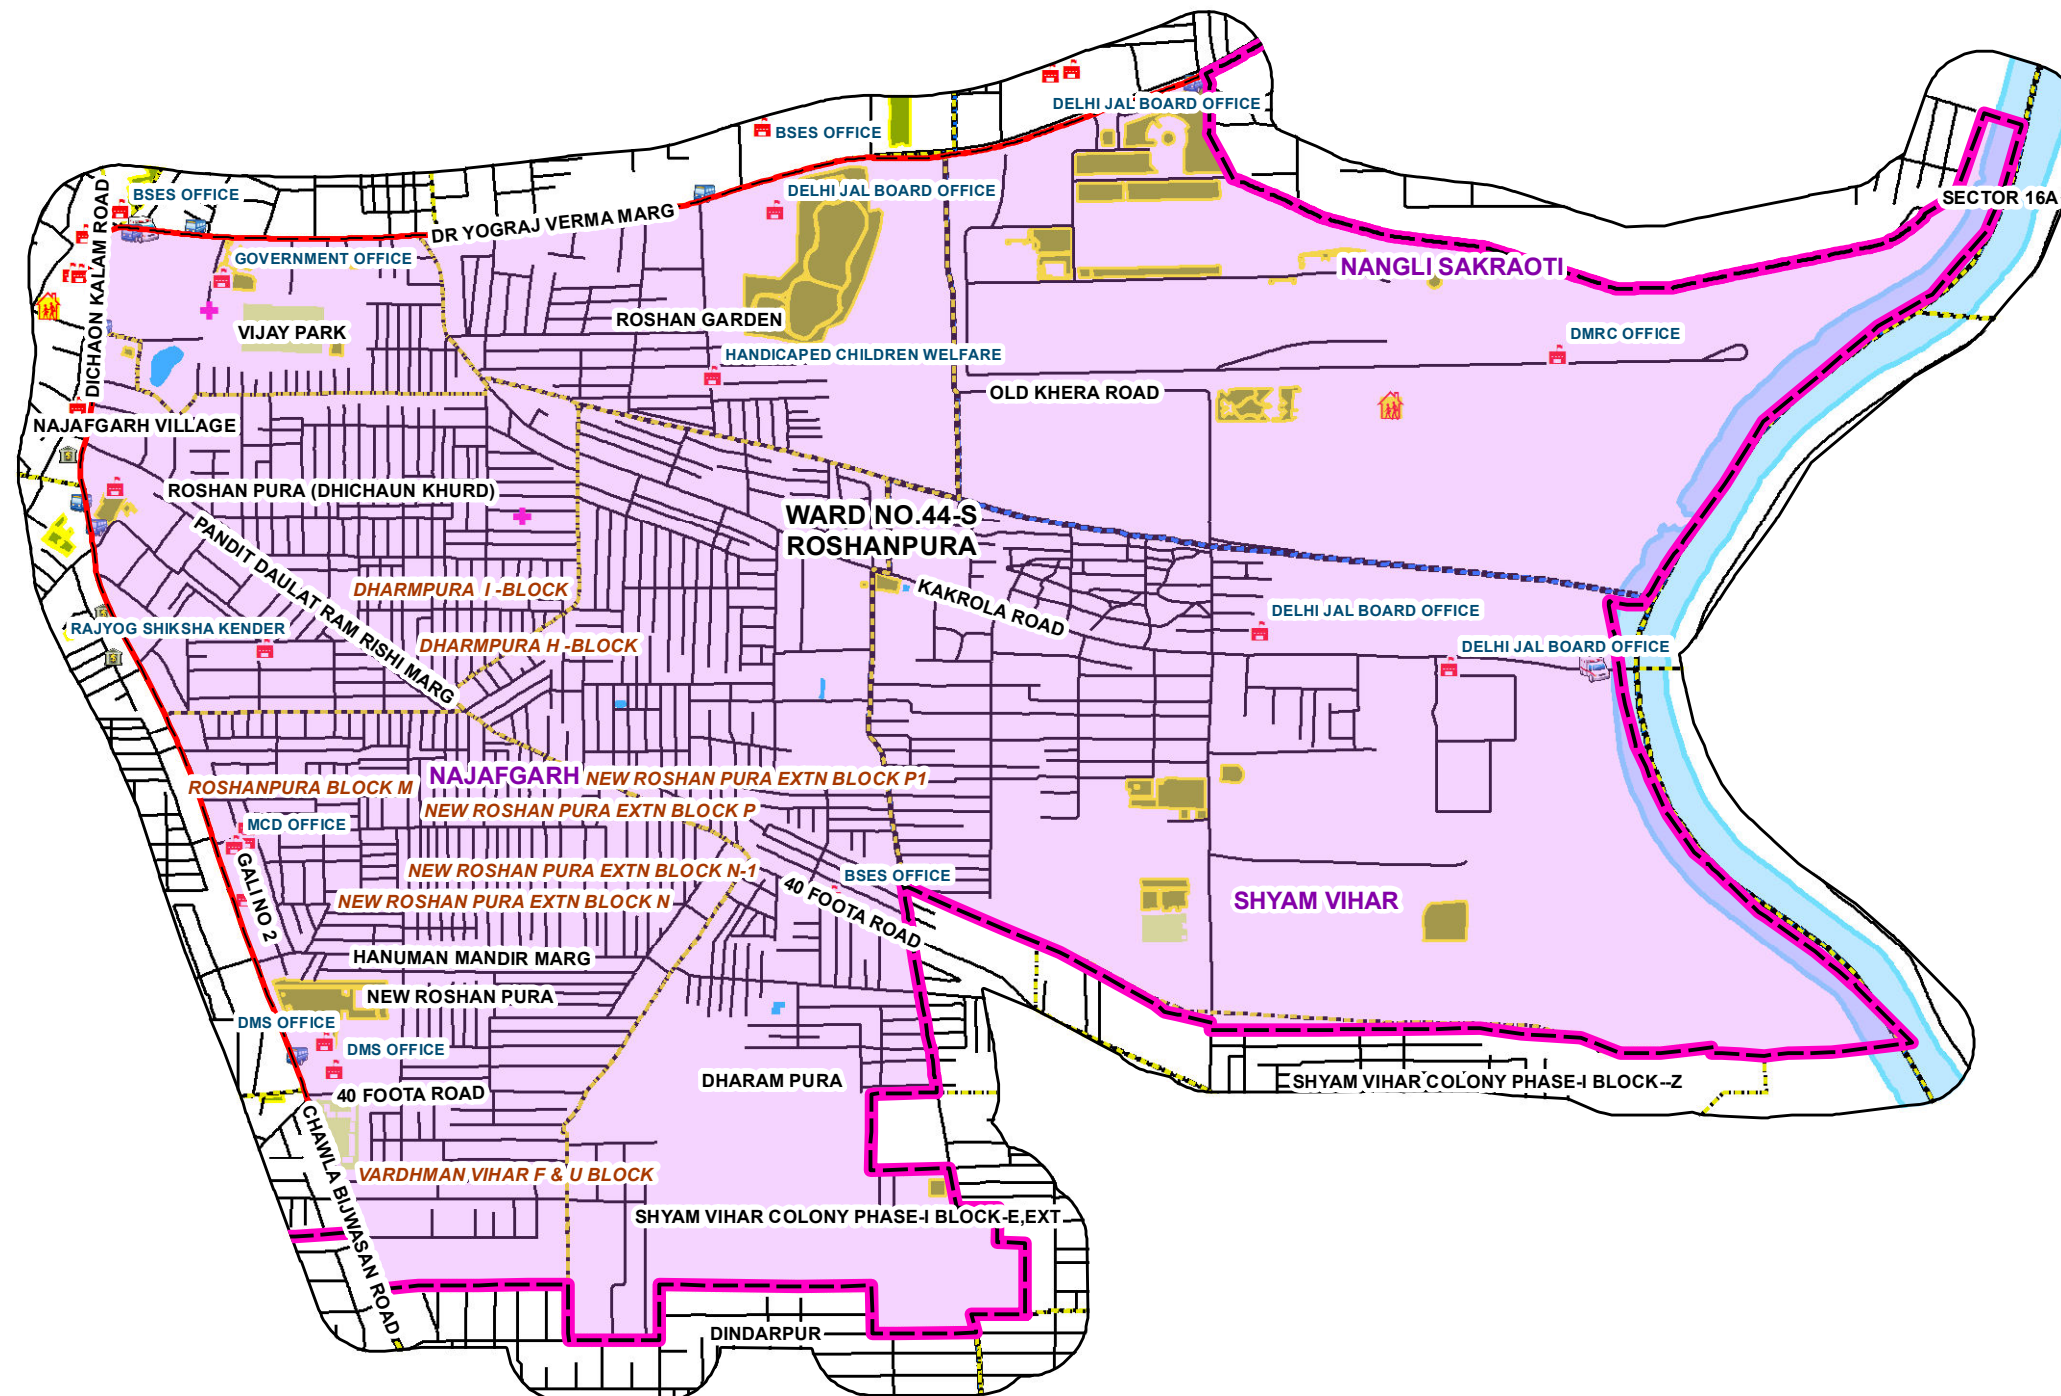 DELHI JAL BOARD OFFICE
BSES OFFICE
DELHI JAL BOARD OFFICE
BSES OFFICE
SECTOR 16A
DICHAON KALAM ROAD
DR YOGRAJ VERMA MARG
GOVERNMENT OFFICE
NANGLI SAKRAOTI
ROSHAN GARDEN
VIJAY PARK
DMRC OFFICE
HANDICAPED CHILDREN WELFARE
OLD KHERA ROAD
NAJAFGARH VILLAGE
ROSHAN PURA (DHICHAUN KHURD)
WARD NO.44-S
ROSHANPURA
PANDIT DAULAT RAM RISHI MARG
DHARMPURA I -BLOCK
KAKROLA ROAD
DELHI JAL BOARD OFFICE
RAJYOG SHIKSHA KENDER
DHARMPURA H -BLOCK
DELHI JAL BOARD OFFICE
NAJAFGARH
NEW ROSHAN PURA EXTN BLOCK P1
ROSHANPURA BLOCK M
NEW ROSHAN PURA EXTN BLOCK P
MCD OFFICE
GALI NO 2
NEW ROSHAN PURA EXTN BLOCK N-1
BSES OFFICE
40 FOOTA ROAD
NEW ROSHAN PURA EXTN BLOCK N
SHYAM VIHAR
HANUMAN MANDIR MARG
NEW ROSHAN PURA
DMS OFFICE
DMS OFFICE
DHARAM PURA
SHYAM VIHAR COLONY PHASE-I BLOCK--Z
40 FOOTA ROAD
CHAWLA BIJWASAN ROAD
VARDHMAN VIHAR F & U BLOCK
SHYAM VIHAR COLONY PHASE-I BLOCK-E,EXT
DINDARPUR